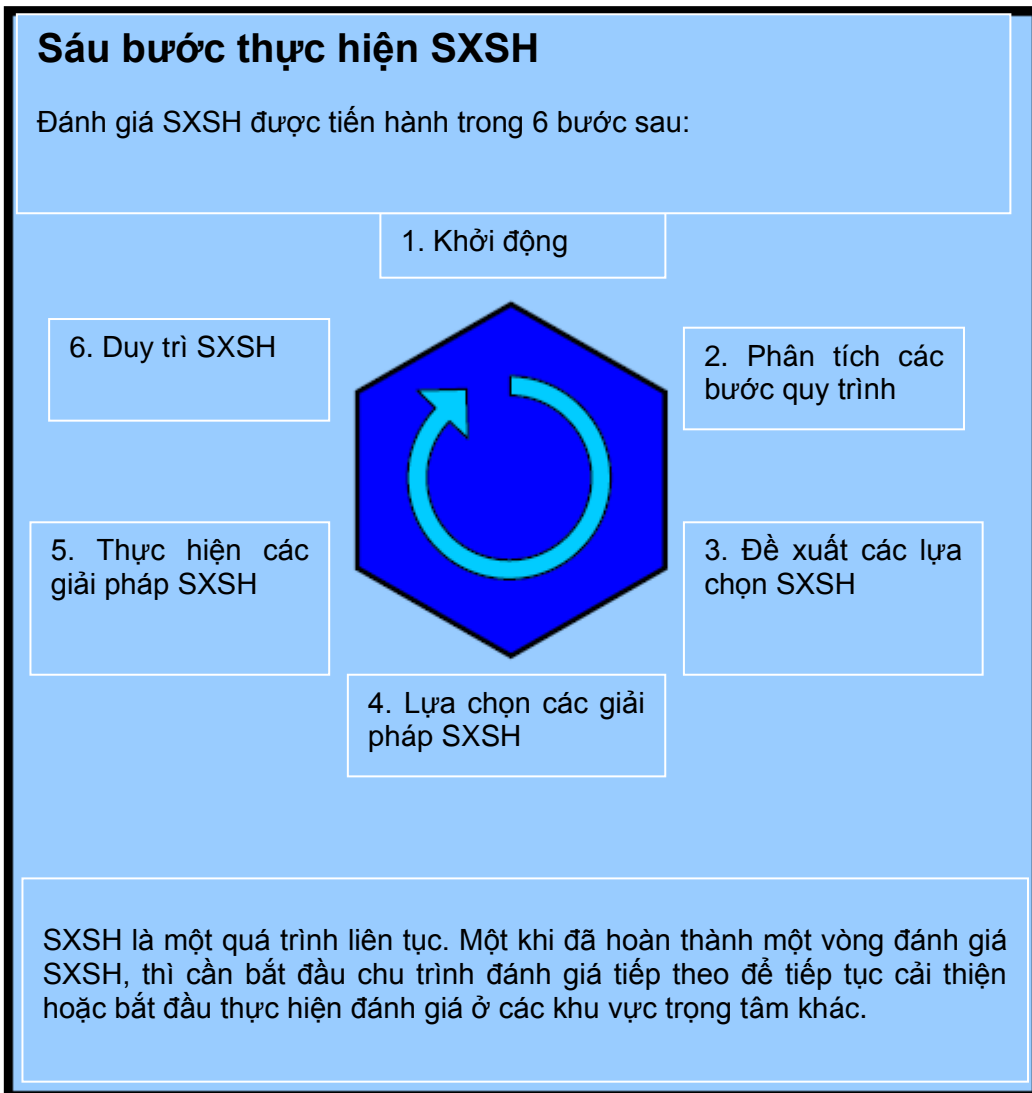 Sáu bước thực hiện SXSH
Đánh giá SXSH được tiến hành trong 6 bước sau:
1. Khởi động
6. Duy trì SXSH
2. Phân tích các
bước quy trình
5. Thực hiện các
giải pháp SXSH
3. Đề xuất các lựa
chọn SXSH
4. Lựa chọn các giải
pháp SXSH
SXSH là một quá trình liên tục. Một khi đã hoàn thành một vòng đánh giá
SXSH, thì cần bắt đầu chu trình đánh giá tiếp theo để tiếp tục cải thiện
hoặc bắt đầu thực hiện đánh giá ở các khu vực trọng tâm khác.